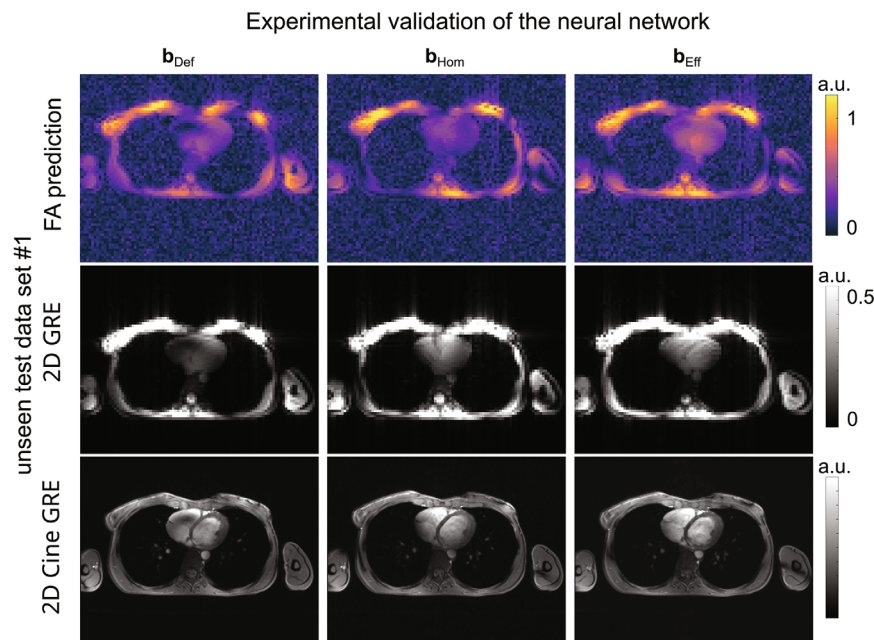 Experimental validation of the neural network
bDef bHom bEff
unseen test data set #1
FA prediction
a.u.
1
0
2D GRE
0.5
0
2D Cine GRE
a.u.